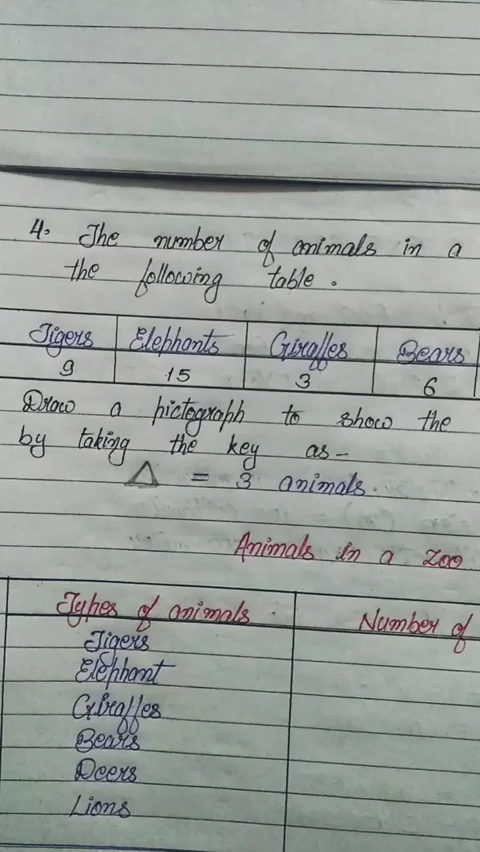 4. The number of animals in a
the following table.
Tigers Elephants Giraffes Bears
9 15 3 6
Draw a pictograph to show the
by taking the key as-
Δ = 3 animals.
Animals in a Zoo
Types of animals Number of
Tigers
Elephant
Giraffes
Bears
Deers
Lions